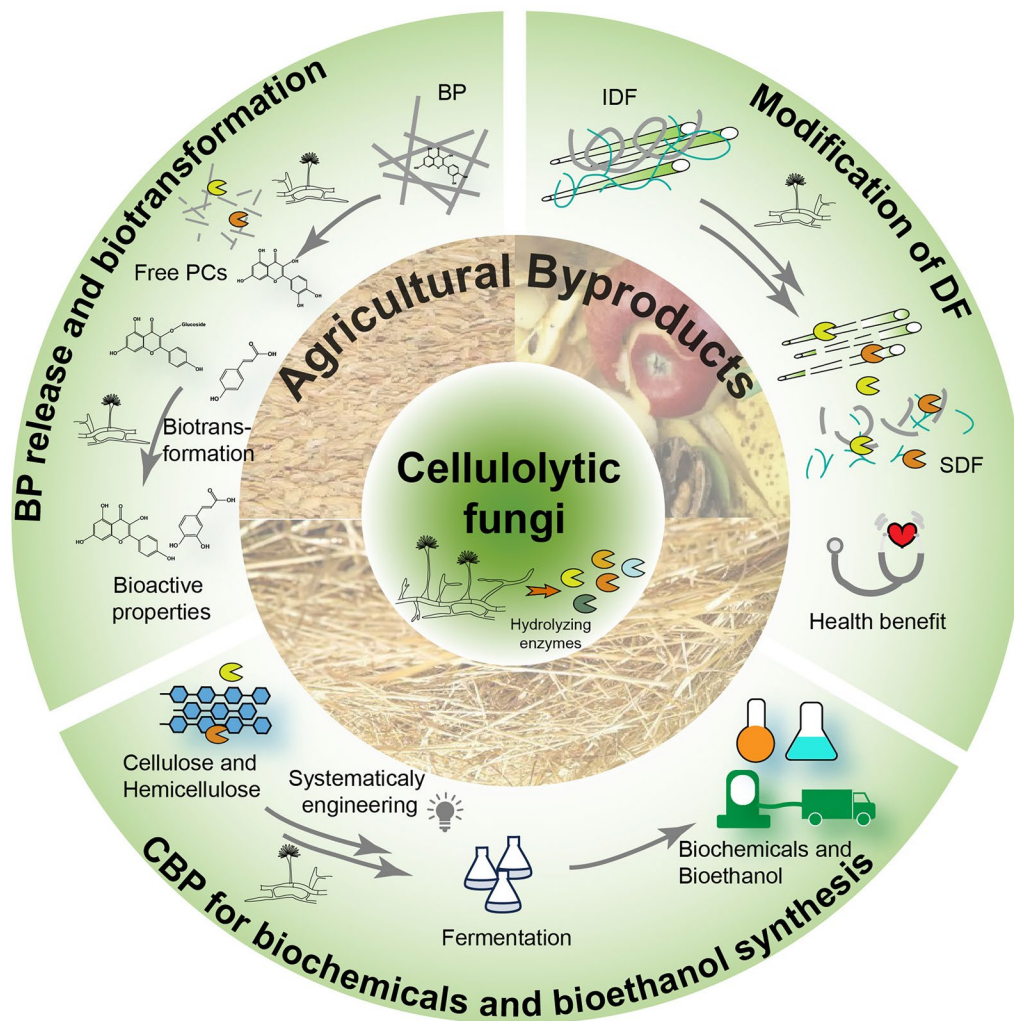 BP release and biotransformation
BP
Free PCs
Glucoside
Biotrans-
formation
Bioactive
properties
Modification of DF
IDF
SDF
Health benefit
Agricultural Byproducts
Cellulolytic
fungi
Hydrolyzing
enzymes
Cellulose and
Hemicellulose
Systematicaly
engineering
Fermentation
Biochemicals and
Bioethanol
CBP for biochemicals and bioethanol synthesis